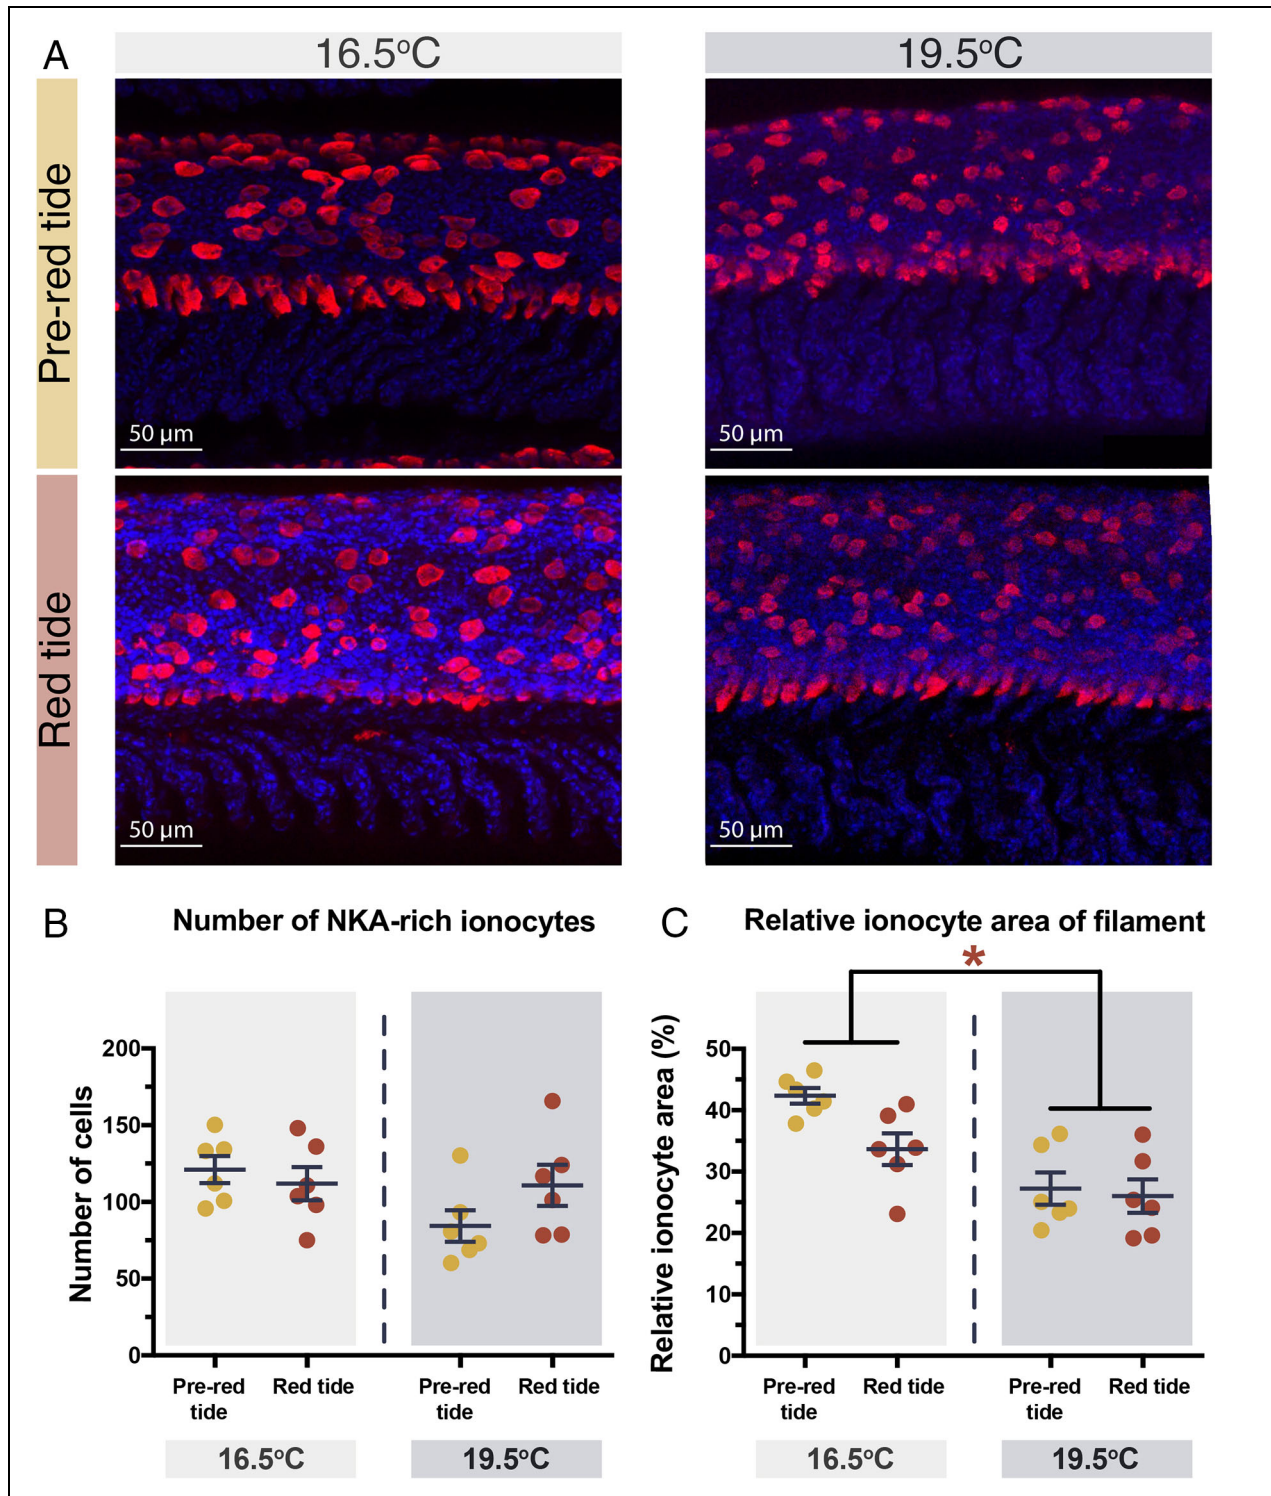 A
16.5°C
19.5°C
Pre-red tide
50 µm
50 µm
Red tide
50 µm
50 µm
B
Number of NKA-rich ionocytes
Number of cells
200
150
100
50
0
Pre-red
tide
Red tide
Pre-red
tide
Red tide
16.5°C
19.5°C
C
Relative ionocyte area of filament
*
Relative ionocyte area (%)
50
40
30
20
10
0
Pre-red
tide
Red tide
Pre-red
tide
Red tide
16.5°C
19.5°C